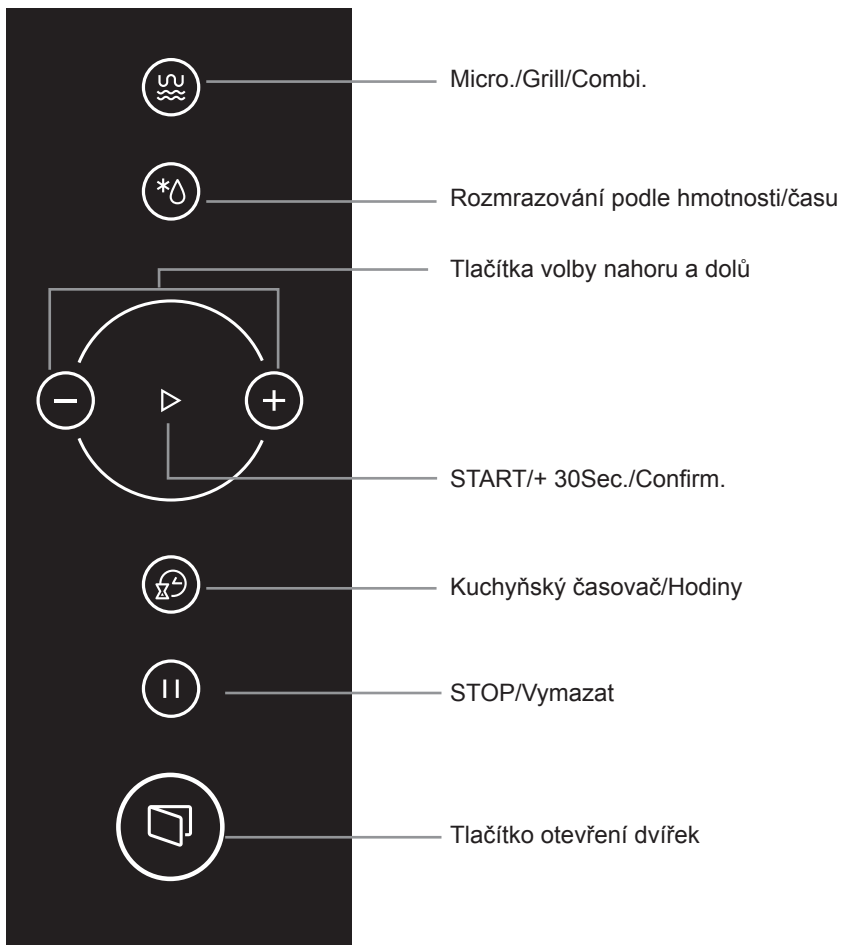 Micro./Grill/Combi.
Rozmrazování podle hmotnosti/času
Tlačítka volby nahoru a dolů
START/+ 30Sec./Confirm.
Kuchyňský časovač/Hodiny
STOP/Vymazat
Tlačítko otevření dvířek